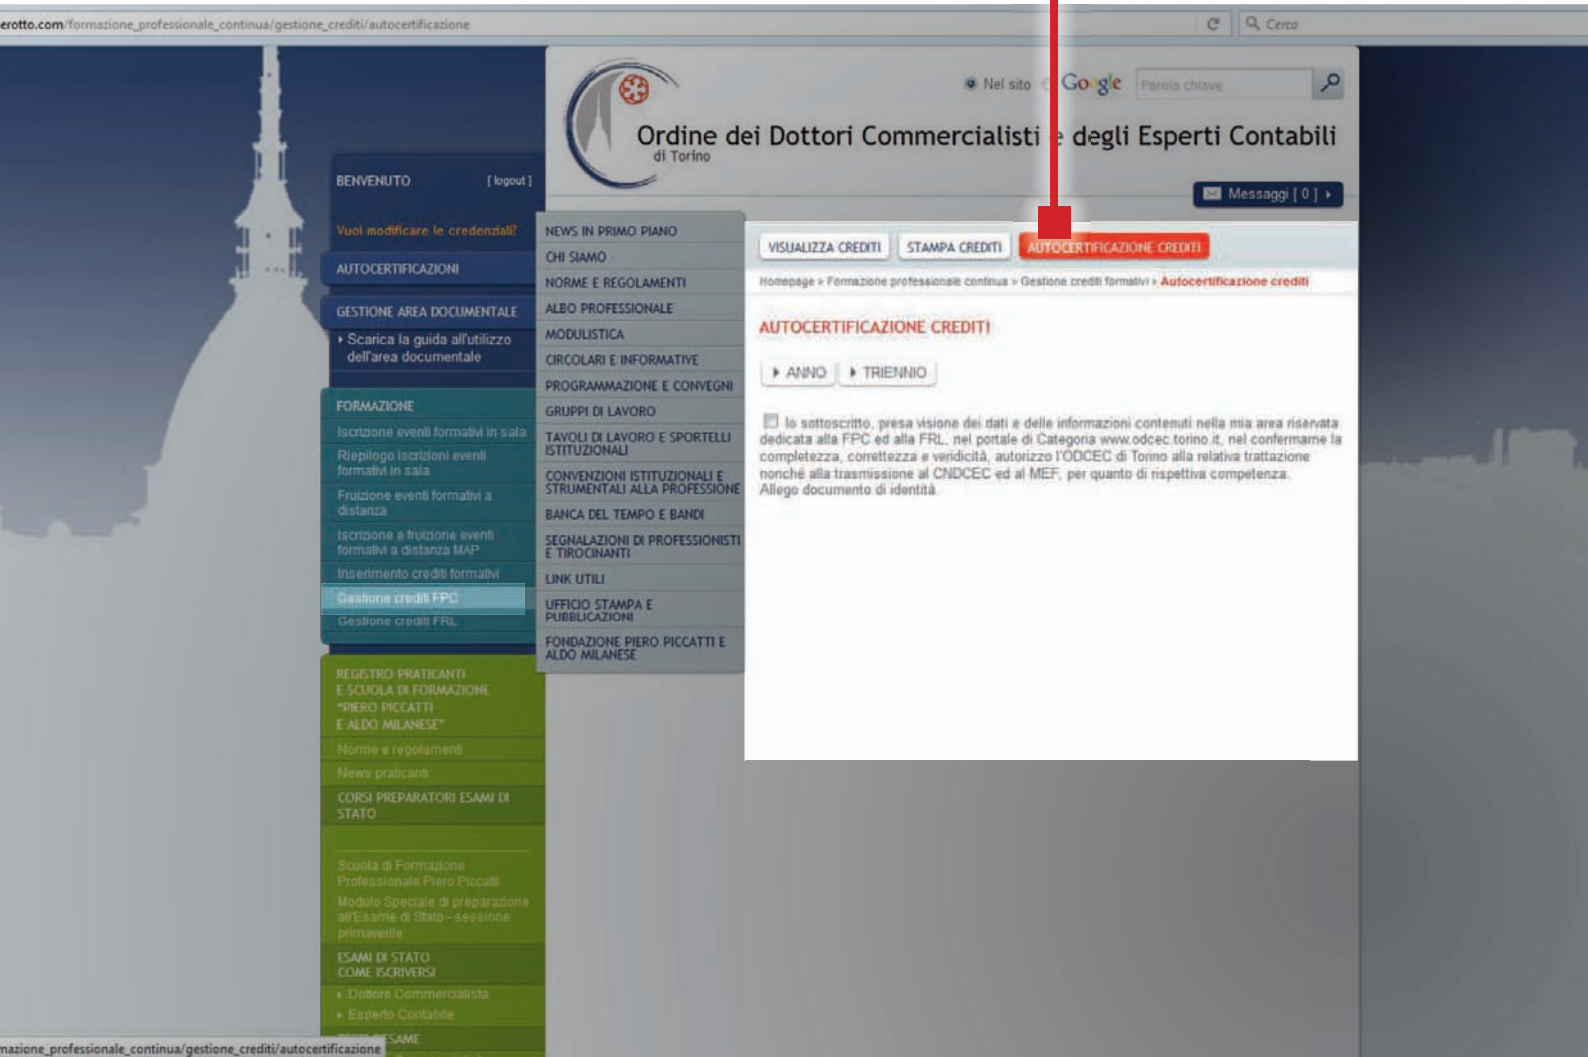 erotto.com/formazione_professionale_continua/gestione_crediti/autocertificazione
Cerca
Nel sito
Google
Parola chiave
Ordine dei Dottori Commercialisti e degli Esperti Contabili
di Torino
Messaggi [ 0 ]
BENVENUTO
[ logout ]
Vuoi modificare le credenziali?
AUTOCERTIFICAZIONI
GESTIONE AREA DOCUMENTALE
Scarica la guida all'utilizzo
dell'area documentale
FORMAZIONE
Iscrizione eventi formativi in sala
Riepilogo iscrizioni eventi
formativi in sala
Fruizione eventi formativi a
distanza
Iscrizione e fruizione eventi
formativi a distanza MAP
Inserimento crediti formativi
Gestione crediti FPC
Gestione crediti FRL
REGISTRO PRATICANTI
E SCUOLA DI FORMAZIONE
"PIERO PICCATTI
E ALDO MILANESE"
Norme e regolamenti
News praticanti
CORSI PREPARATORI ESAMI DI
STATO
Scuola di Formazione
Professionale Piero Piccatti
Modulo Speciale di preparazione
all'Esame di Stato - sessione
primaverile
ESAMI DI STATO
COME ISCRIVERSI
Dottore Commercialista
Esperto Contabile
ESAME
NEWS IN PRIMO PIANO
CHI SIAMO
NORME E REGOLAMENTI
ALBO PROFESSIONALE
MODULISTICA
CIRCOLARI E INFORMATIVE
PROGRAMMAZIONE E CONVEGNI
GRUPPI DI LAVORO
TAVOLI DI LAVORO E SPORTELLI
ISTITUZIONALI
CONVENZIONI ISTITUZIONALI E
STRUMENTALI ALLA PROFESSIONE
BANCA DEL TEMPO E BANDI
SEGNALAZIONI DI PROFESSIONISTI
E TIROCINANTI
LINK UTILI
UFFICIO STAMPA E
PUBBLICAZIONI
FONDAZIONE PIERO PICCATTI E
ALDO MILANESE
VISUALIZZA CREDITI
STAMPA CREDITI
AUTOCERTIFICAZIONE CREDITI
Homepage » Formazione professionale continua » Gestione crediti formativi » Autocertificazione crediti
AUTOCERTIFICAZIONE CREDITI
ANNO
TRIENNIO
Io sottoscritto, presa visione dei dati e delle informazioni contenuti nella mia area riservata
dedicata alla FPC ed alla FRL, nel portale di Categoria www.odcec.torino.it, nel confermarne la
completezza, correttezza e veridicità, autorizzo l'ODCEC di Torino alla relativa trattazione
nonché alla trasmissione al CNDCEC ed al MEF, per quanto di rispettiva competenza.
Allego documento di identità.
mazione_professionale_continua/gestione_crediti/autocertificazione